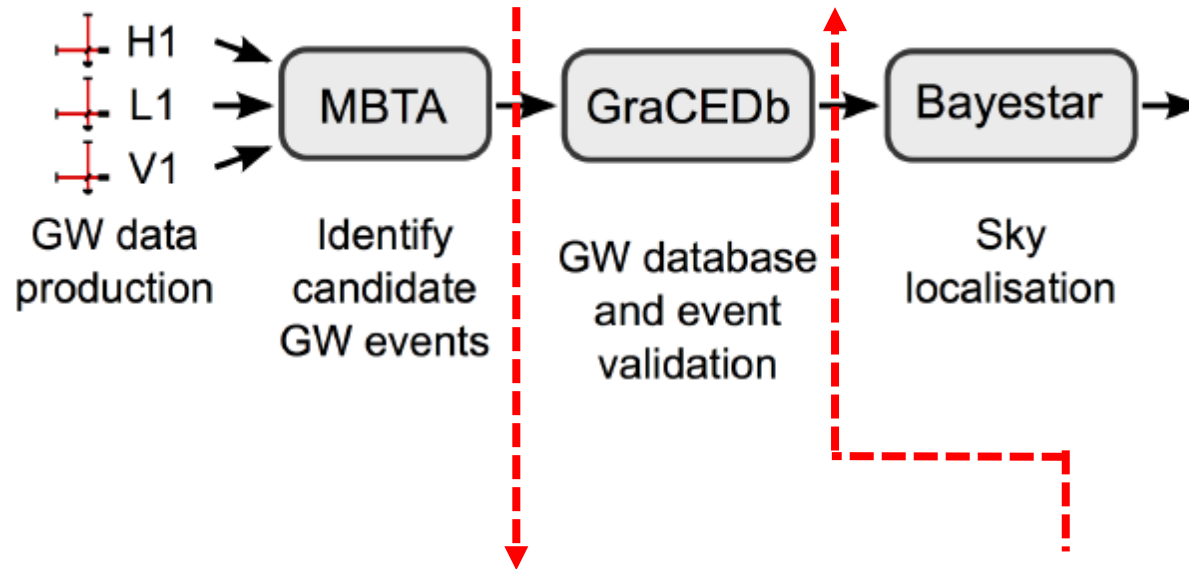 H1
L1
V1
MBTA
GraCEDb
Bayestar
GW data
production
Identify
candidate
GW events
GW database
and event
validation
Sky
localisation